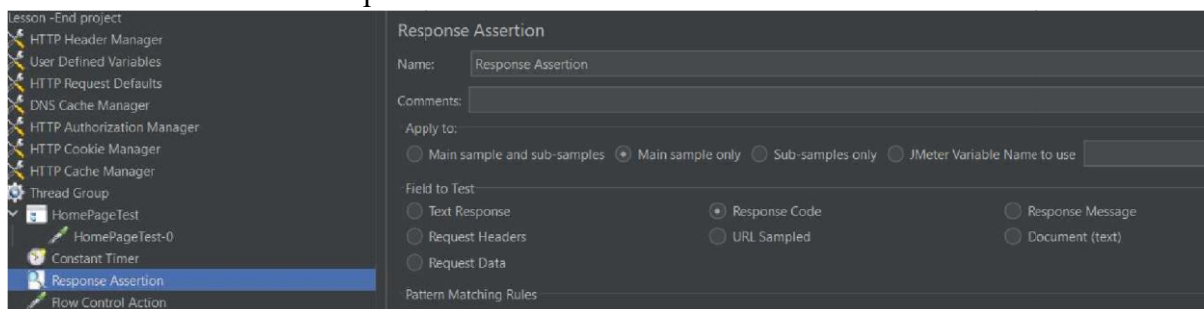 Lesson -End project
HTTP Header Manager
User Defined Variables
HTTP Request Defaults
DNS Cache Manager
HTTP Authorization Manager
HTTP Cookie Manager
HTTP Cache Manager
Thread Group
HomePageTest
HomePageTest-0
Constant Timer
Response Assertion
Flow Control Action
Response Assertion
Name: Response Assertion
Comments:
Apply to:
Main sample and sub-samples Main sample only Sub-samples only JMeter Variable Name to use
Field to Test
Text Response Response Code Response Message
Request Headers URL Sampled Document (text)
Request Data
Pattern Matching Rules